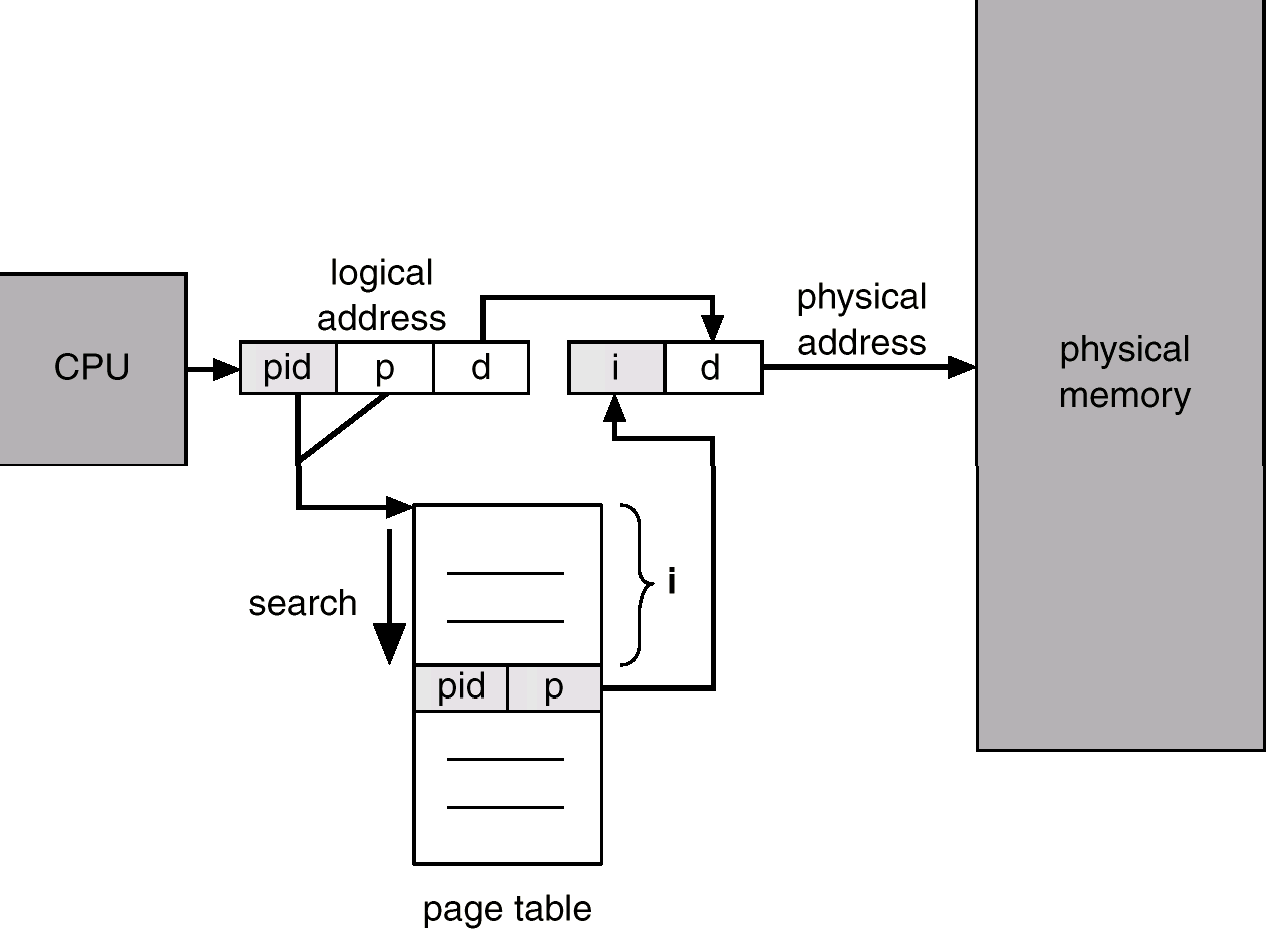 logical
address
physical
address
CPU
pid
p
d
i
d
physical
memory
search
i
pid
p
page table